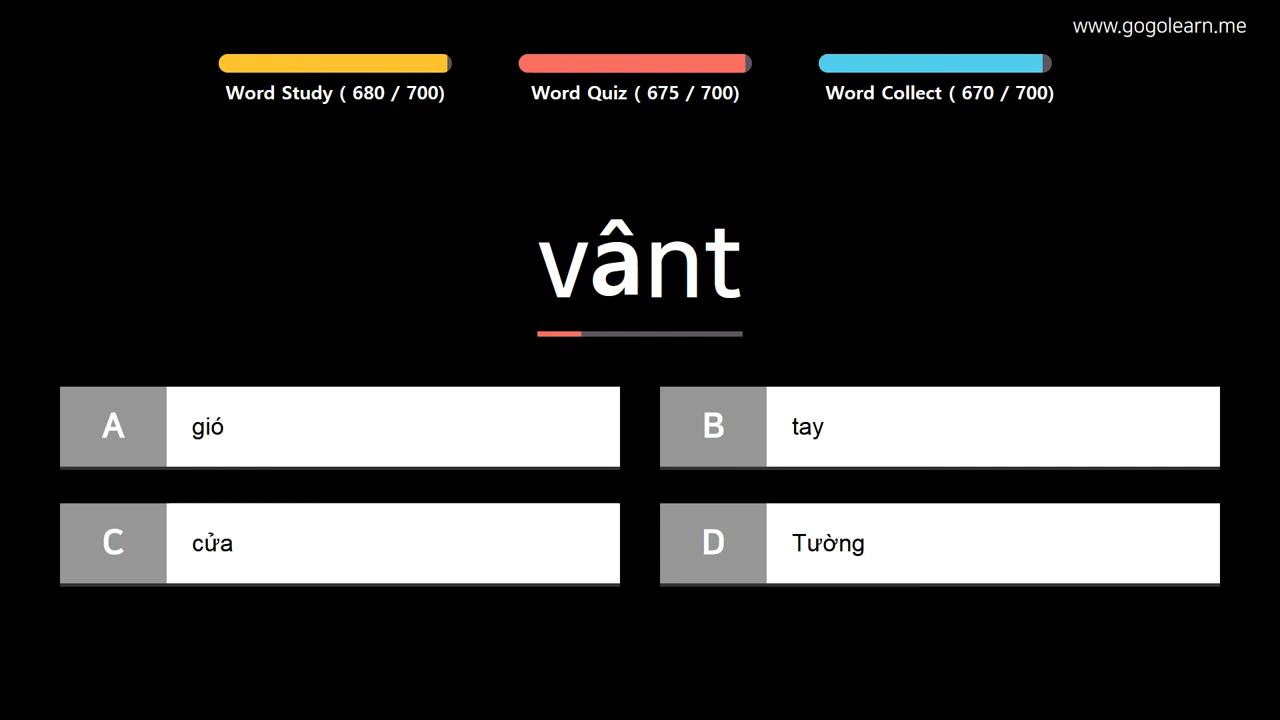 www.gogolearn.me
Word Study ( 680 / 700)
Word Quiz ( 675 / 700)
Word Collect ( 670 / 700)
vânt
A gió
B tay
C cửa
D Tường